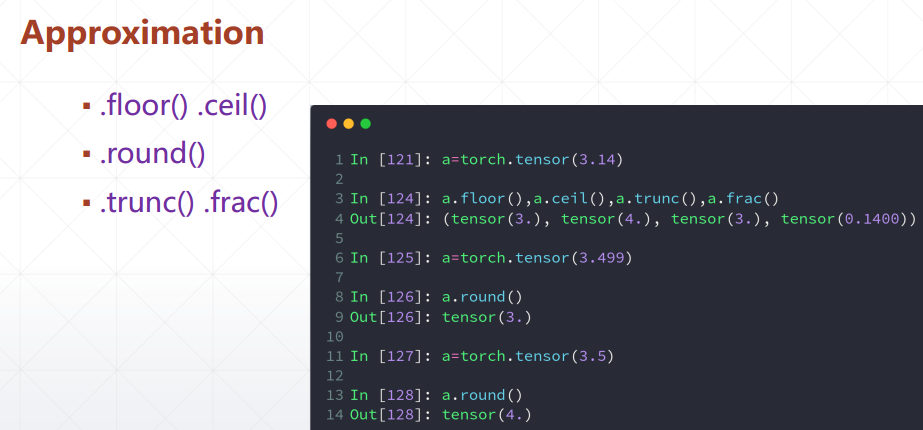 Approximation
▪ .floor() .ceil()
▪ .round()
▪ .trunc() .frac()
1 In [121]: a=torch.tensor(3.14)
2
3 In [124]: a.floor(),a.ceil(),a.trunc(),a.frac()
4 Out[124]: (tensor(3.), tensor(4.), tensor(3.), tensor(0.1400))
5
6 In [125]: a=torch.tensor(3.499)
7
8 In [126]: a.round()
9 Out[126]: tensor(3.)
10
11 In [127]: a=torch.tensor(3.5)
12
13 In [128]: a.round()
14 Out[128]: tensor(4.)